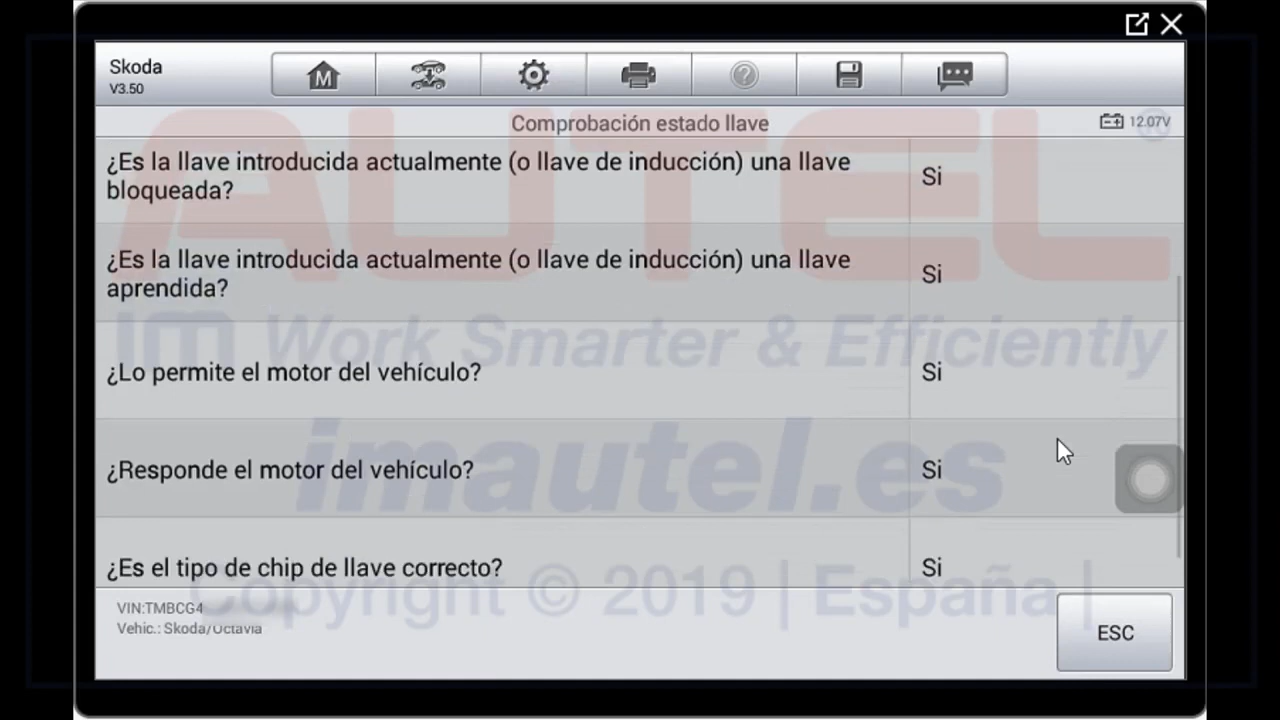 Skoda
V3.50
M
Comprobación estado llave
12.07V
¿Es la llave introducida actualmente (o llave de inducción) una llave
bloqueada?
Si
¿Es la llave introducida actualmente (o llave de inducción) una llave
aprendida?
Si
¿Lo permite el motor del vehículo?
Si
¿Responde el motor del vehículo?
Si
¿Es el tipo de chip de llave correcto?
Si
VIN:TMBCG4
Vehic.: Skoda/Octavia
ESC
AUTEL
im Work Smarter & Efficiently
imautel.es
Copyright © 2019 | España |